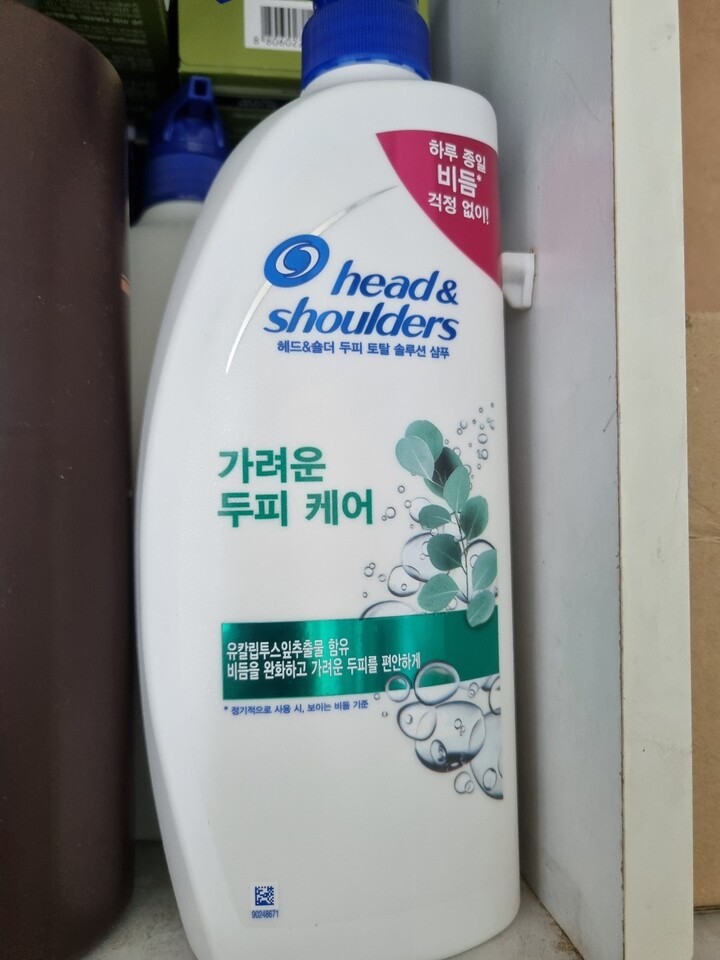 하루 종일
비듬*
걱정 없이!
head &
shoulders
헤드&숄더 두피 토탈 솔루션 샴푸
가려운
두피 케어
유칼립투스잎추출물 함유
비듬을 완화하고 가려운 두피를 편안하게
* 정기적으로 사용 시, 보이는 비듬 기준
90248671